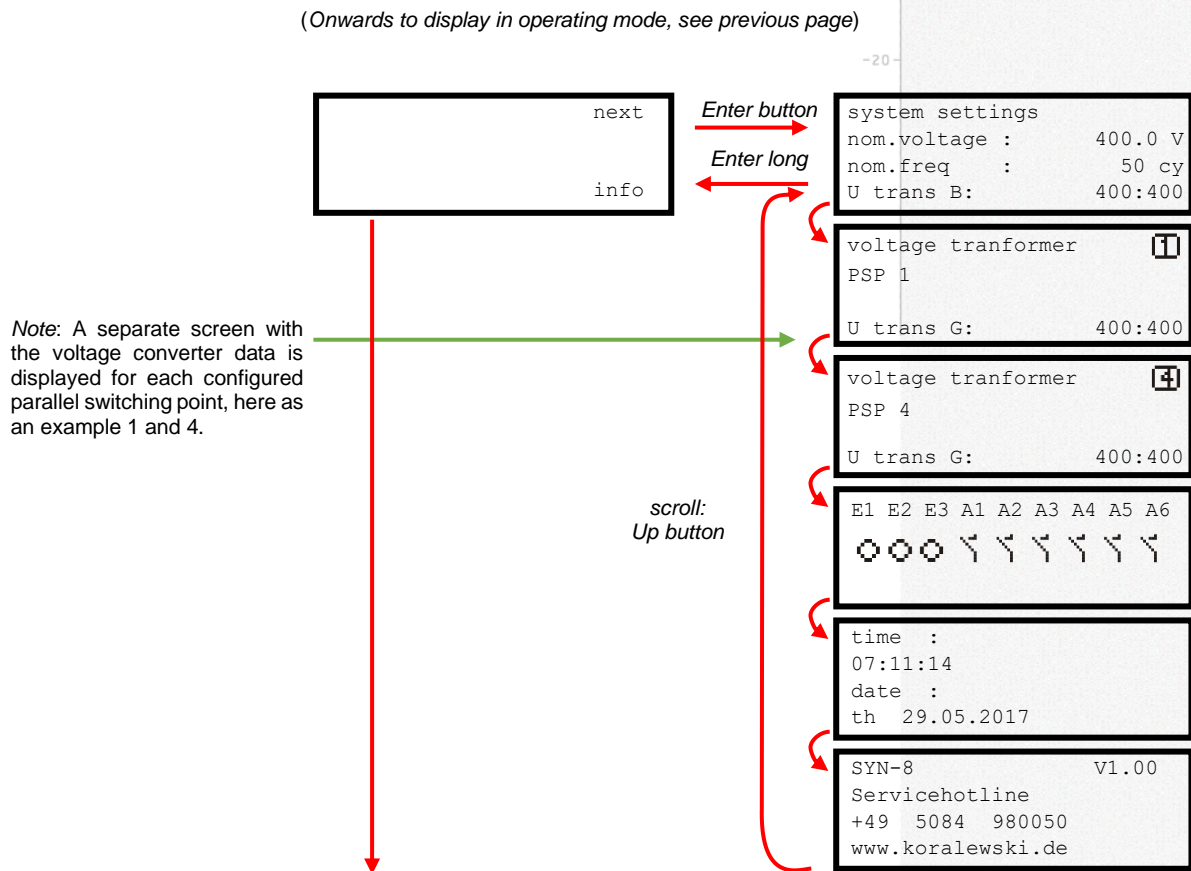 (Onwards to display in operating mode, see previous page)
-20-
next
info
Enter button
Enter long
system settings
nom.voltage : 400.0 V
nom.freq : 50 cy
U trans B: 400:400
voltage tranformer 1
PSP 1
U trans G: 400:400
Note: A separate screen with
the voltage converter data is
displayed for each configured
parallel switching point, here as
an example 1 and 4.
voltage tranformer 4
PSP 4
U trans G: 400:400
scroll:
Up button
E1 E2 E3 A1 A2 A3 A4 A5 A6
time :
07:11:14
date :
th 29.05.2017
SYN-8 V1.00
Servicehotline
+49 5084 980050
www.koralewski.de